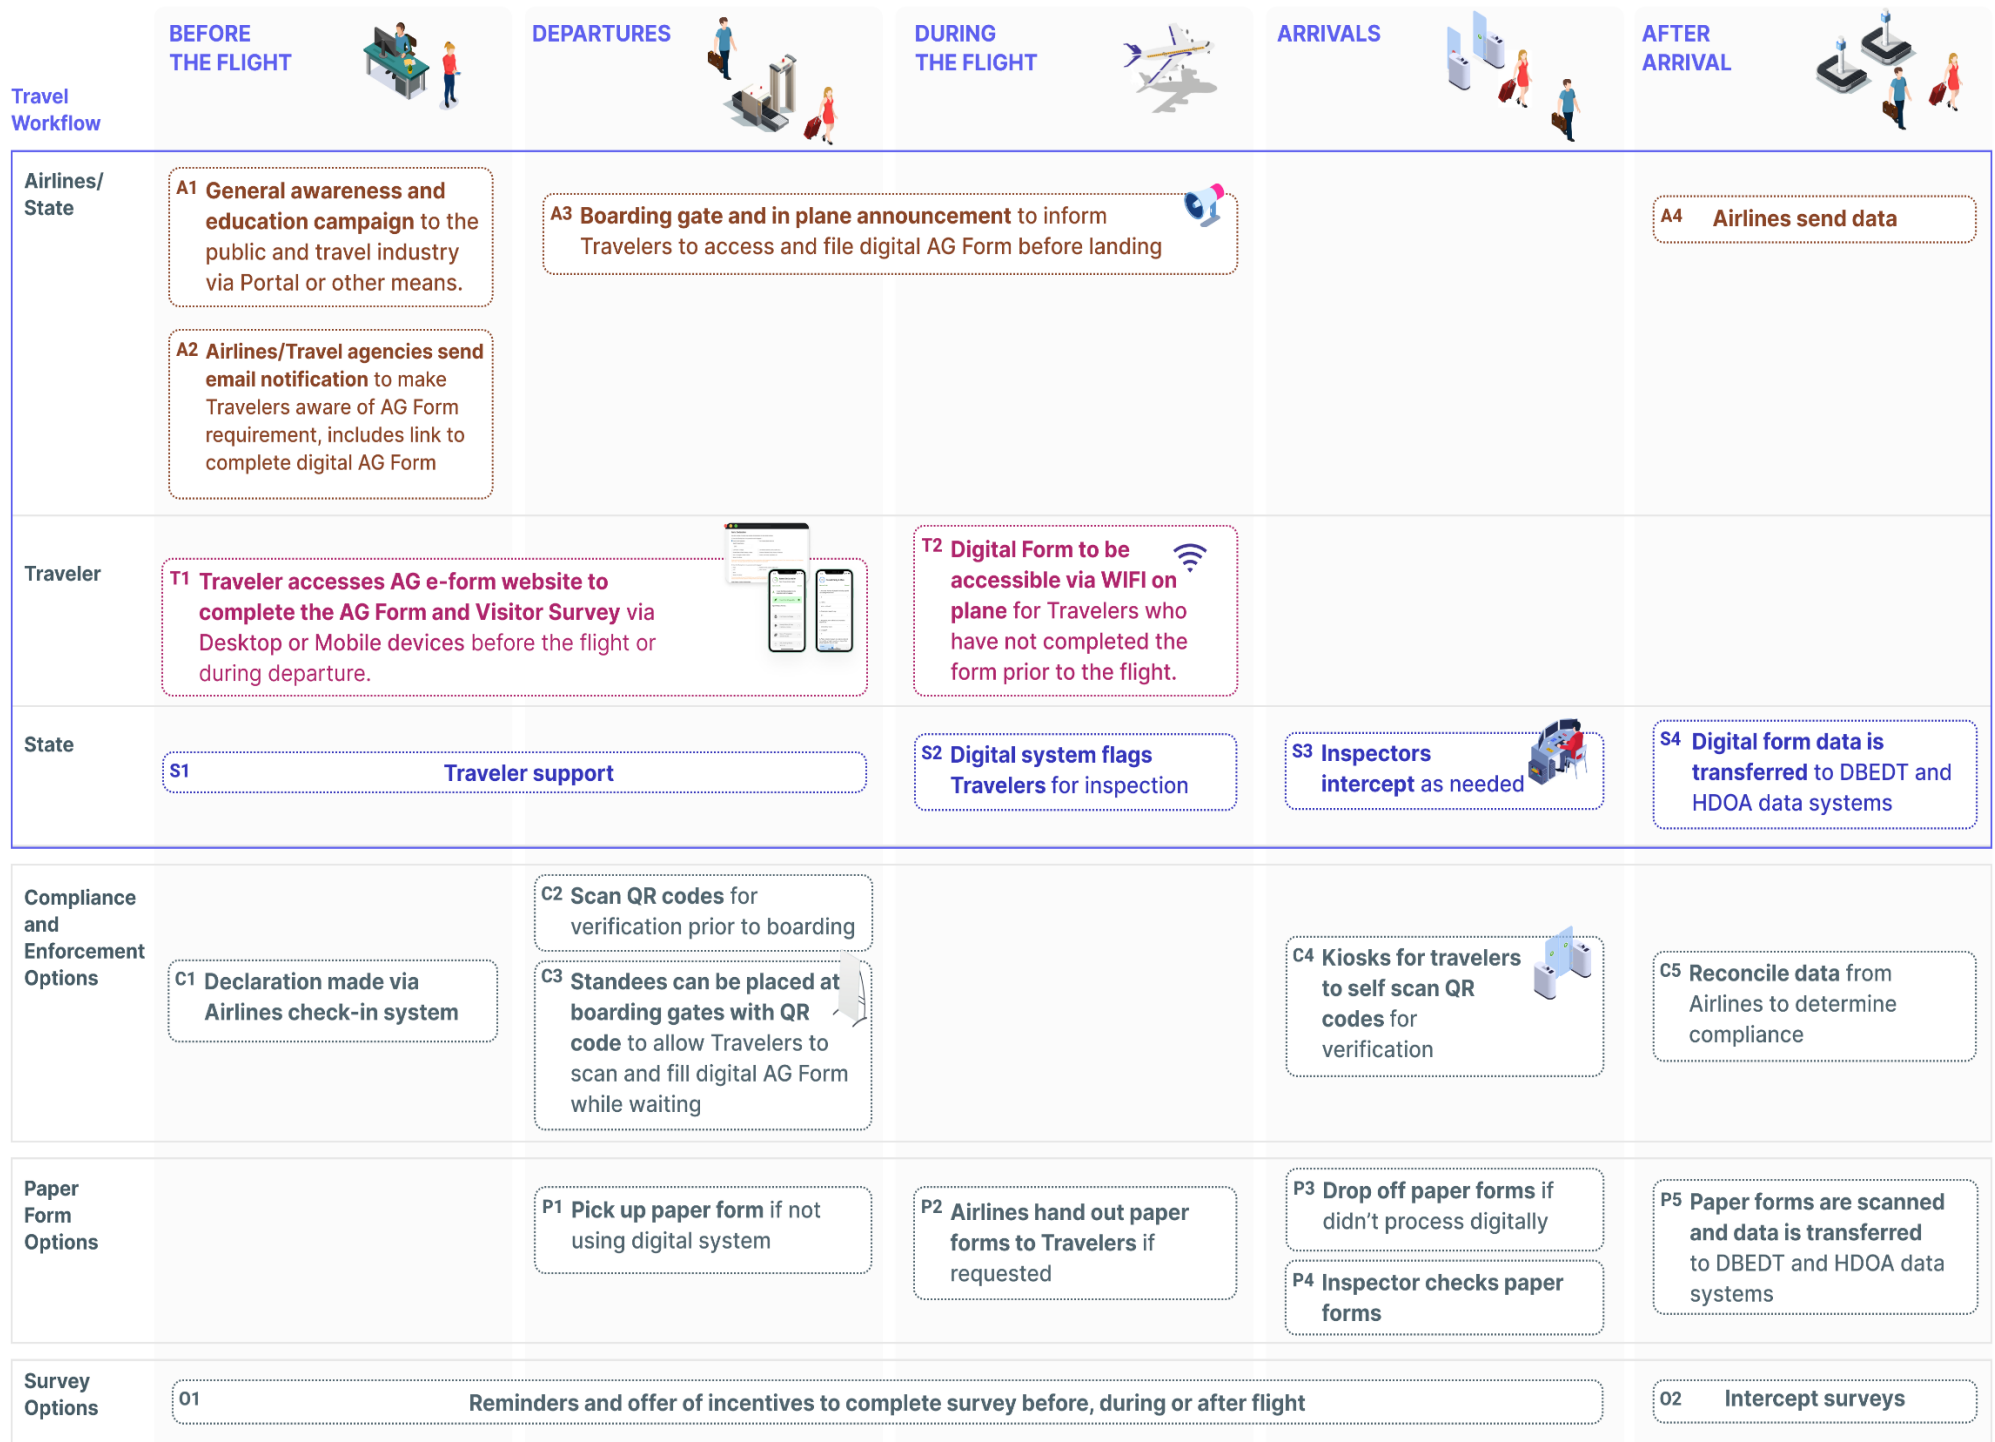 BEFORE
THE FLIGHT
DEPARTURES
DURING
THE FLIGHT
ARRIVALS
AFTER
ARRIVAL
Travel
Workflow
Airlines/
State
A1 General awareness and
education campaign to the
public and travel industry
via Portal or other means.
A2 Airlines/Travel agencies send
email notification to make
Travelers aware of AG Form
requirement, includes link to
complete digital AG Form
A3 Boarding gate and in plane announcement to inform
Travelers to access and file digital AG Form before landing
A4 Airlines send data
Traveler
T1 Traveler accesses AG e-form website to
complete the AG Form and Visitor Survey via
Desktop or Mobile devices before the flight or
during departure.
T2 Digital Form to be
accessible via WIFI on
plane for Travelers who
have not completed the
form prior to the flight.
State
S1 Traveler support
S2 Digital system flags
Travelers for inspection
S3 Inspectors
intercept as needed
S4 Digital form data is
transferred to DBEDT and
HDOA data systems
Compliance
and
Enforcement
Options
C1 Declaration made via
Airlines check-in system
C2 Scan QR codes for
verification prior to boarding
C3 Standees can be placed at
boarding gates with QR
code to allow Travelers to
scan and fill digital AG Form
while waiting
C4 Kiosks for travelers
to self scan QR
codes for
verification
C5 Reconcile data from
Airlines to determine
compliance
Paper
Form
Options
P1 Pick up paper form if not
using digital system
P2 Airlines hand out paper
forms to Travelers if
requested
P3 Drop off paper forms if
didn't process digitally
P4 Inspector checks paper
forms
P5 Paper forms are scanned
and data is transferred
to DBEDT and HDOA data
systems
Survey
Options
O1 Reminders and offer of incentives to complete survey before, during or after flight
O2 Intercept surveys